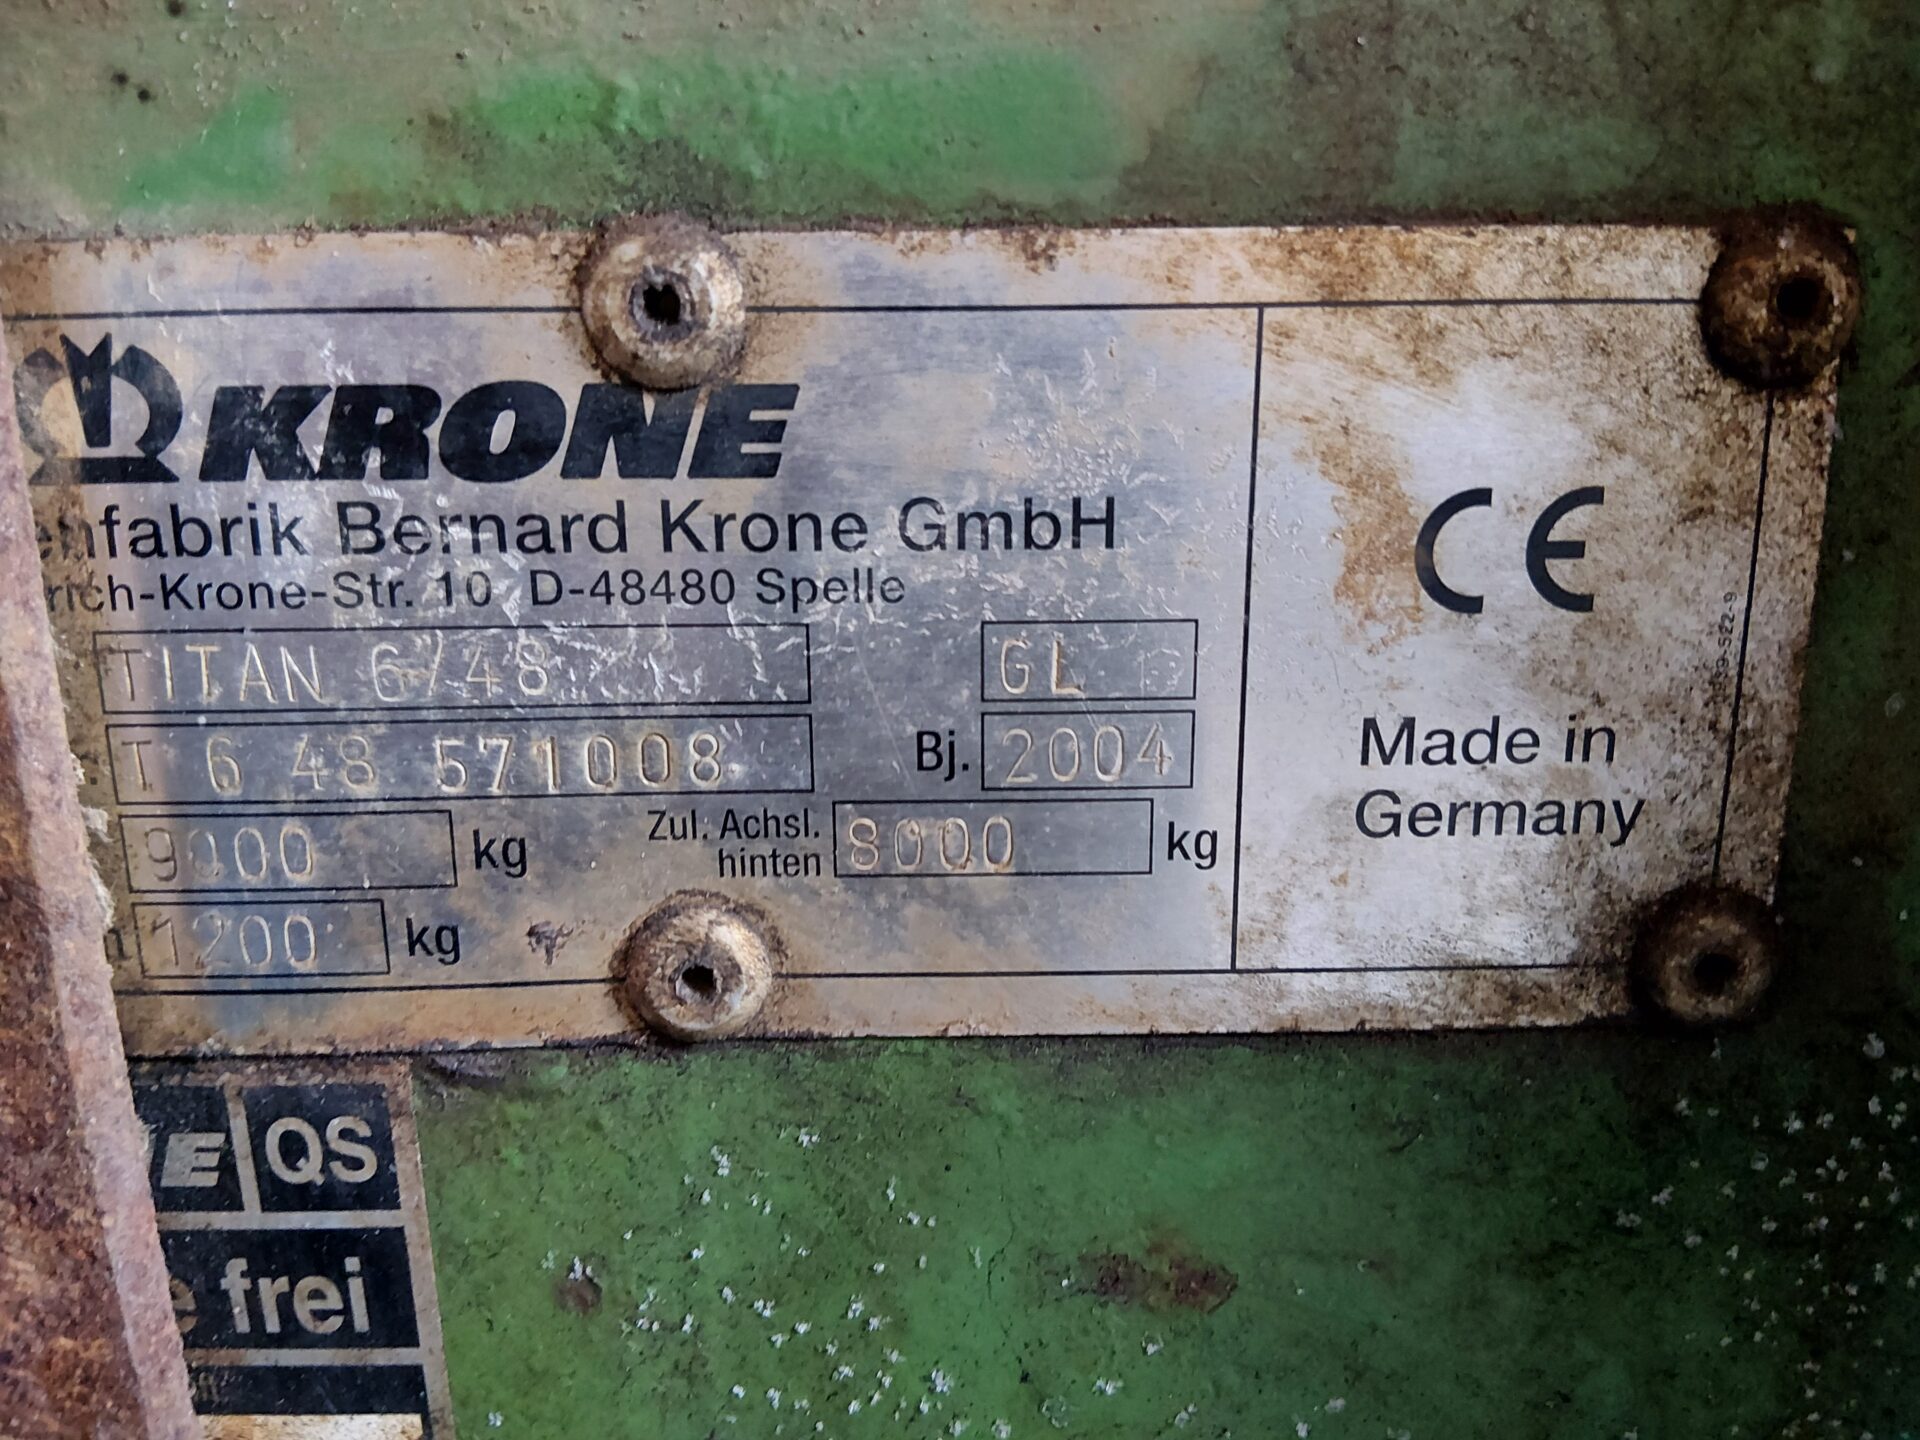 KRONE
enfabrik Bernard Krone GmbH
rich-Krone-Str. 10 D-48480 Spelle
TITAN 6/48 GL
T 6 48 571008 Bj. 2004
9000 kg Zul. Achsl. hinten 8000 kg
1200 kg
CE
Made in
Germany
QS
frei